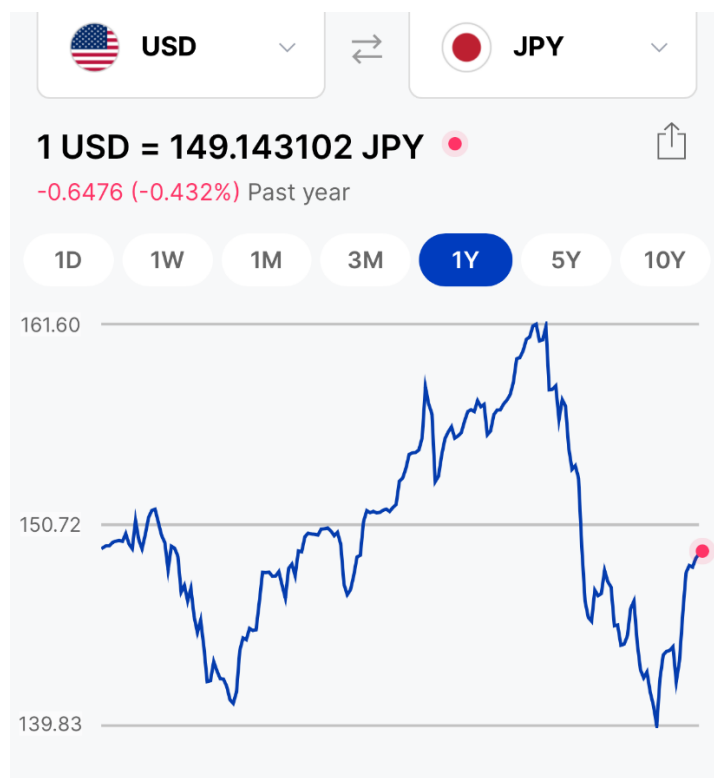 USD JPY
1 USD = 149.143102 JPY
-0.6476 (-0.432%) Past year
1D 1W 1M 3M 1Y 5Y 10Y
161.60
150.72
139.83